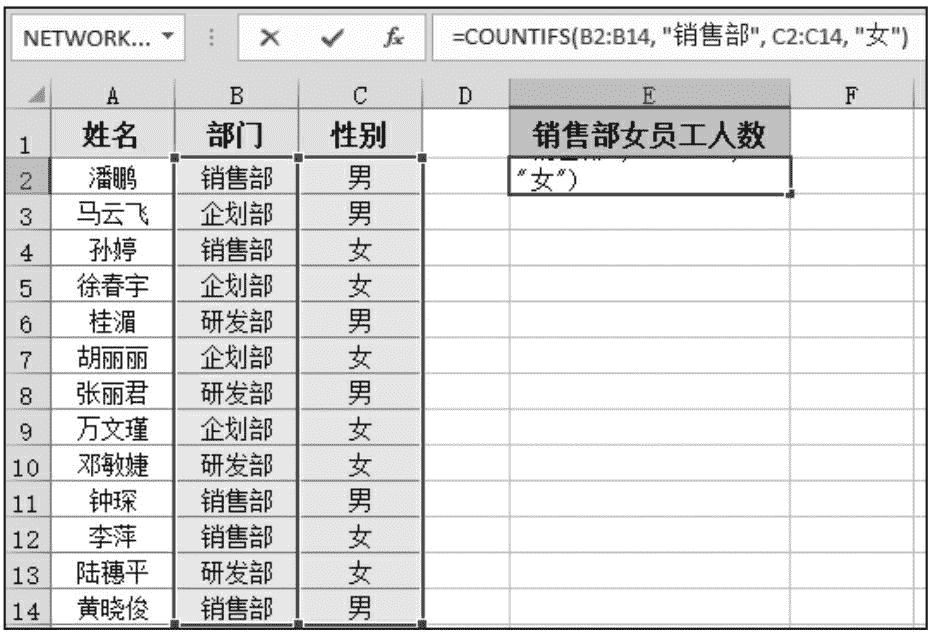 NETWORK... fx =COUNTIFS(B2:B14, "销售部", C2:C14, "女")
A B C D E F
1 姓名 部门 性别 销售部女员工人数
2 潘鹏 销售部 男 "女")
3 马云飞 企划部 男
4 孙婷 销售部 女
5 徐春宇 企划部 女
6 桂湄 研发部 男
7 胡丽丽 企划部 女
8 张丽君 研发部 男
9 万文瑾 企划部 女
10 邓敏婕 研发部 女
11 钟琛 销售部 男
12 李萍 销售部 女
13 陆穗平 研发部 女
14 黄晓俊 销售部 男